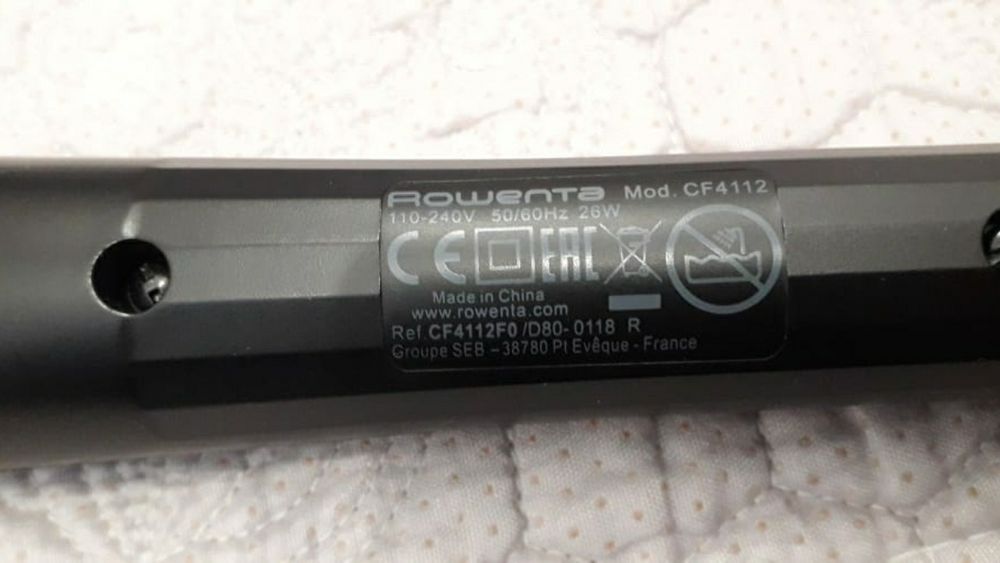 Rowenta Mod. CF4112
110-240V 50/60Hz 26W
CE EAC
Made in China
www.rowenta.com
Ref CF4112F0 /D80- 0118 R
Groupe SEB – 38780 Pt Evêque - France